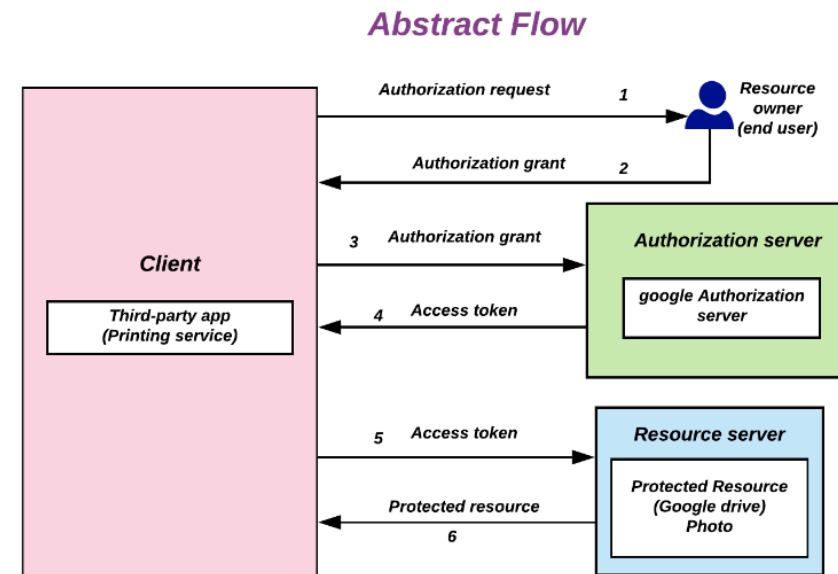 Abstract Flow
Authorization request 1
Resource
owner
(end user)
Authorization grant 2
3 Authorization grant
Authorization server
Client
google Authorization
server
Third-party app
(Printing service)
4 Access token
5 Access token
Resource server
Protected Resource
(Google drive)
Photo
Protected resource
6